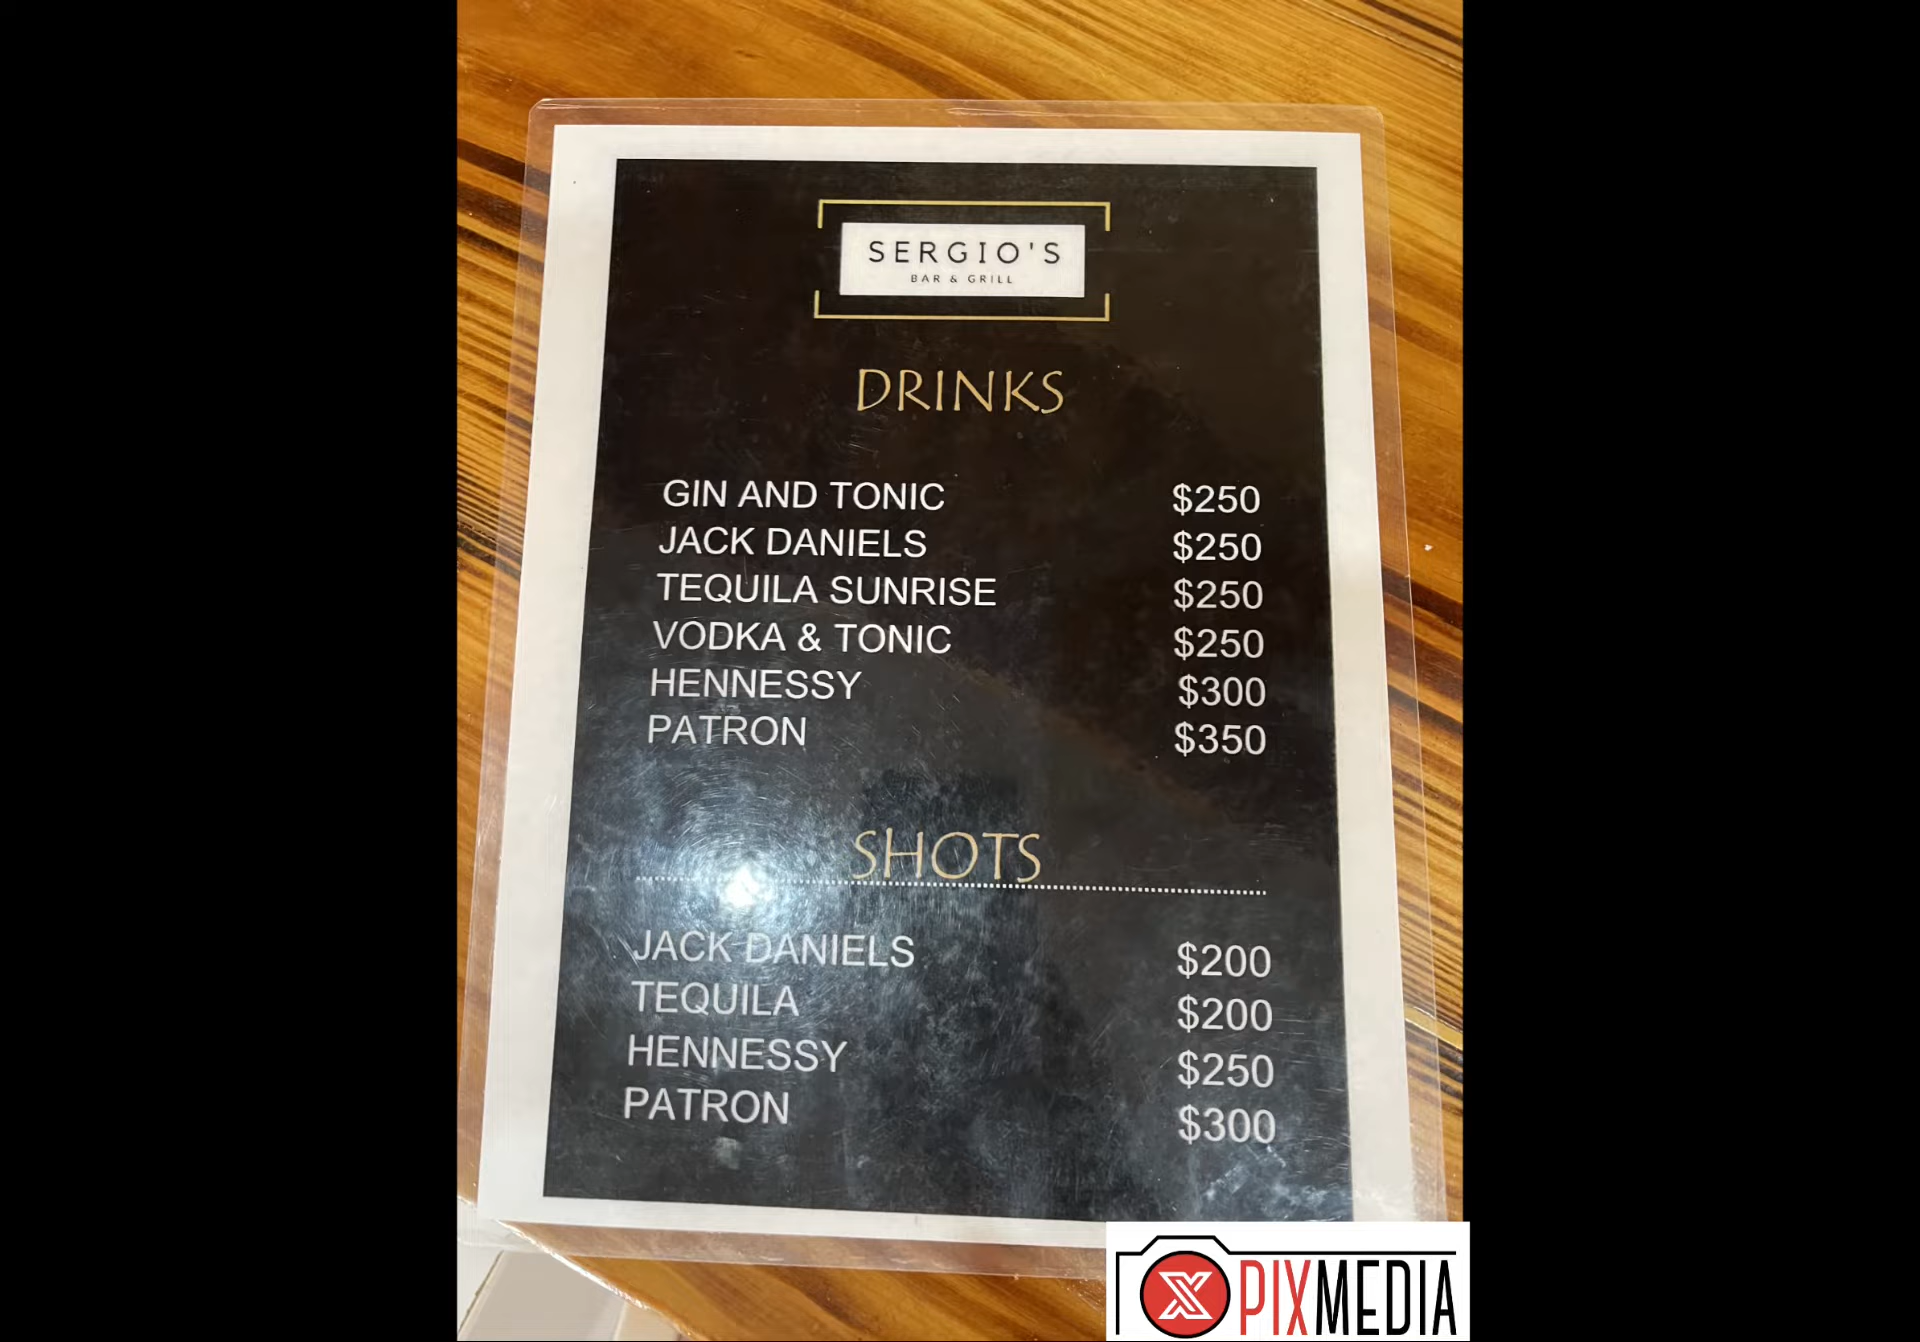 SERGIO'S
BAR & GRILL
DRINKS
GIN AND TONIC $250
JACK DANIELS $250
TEQUILA SUNRISE $250
VODKA & TONIC $250
HENNESSY $300
PATRON $350
SHOTS
JACK DANIELS $200
TEQUILA $200
HENNESSY $250
PATRON $300
PIXMEDIA